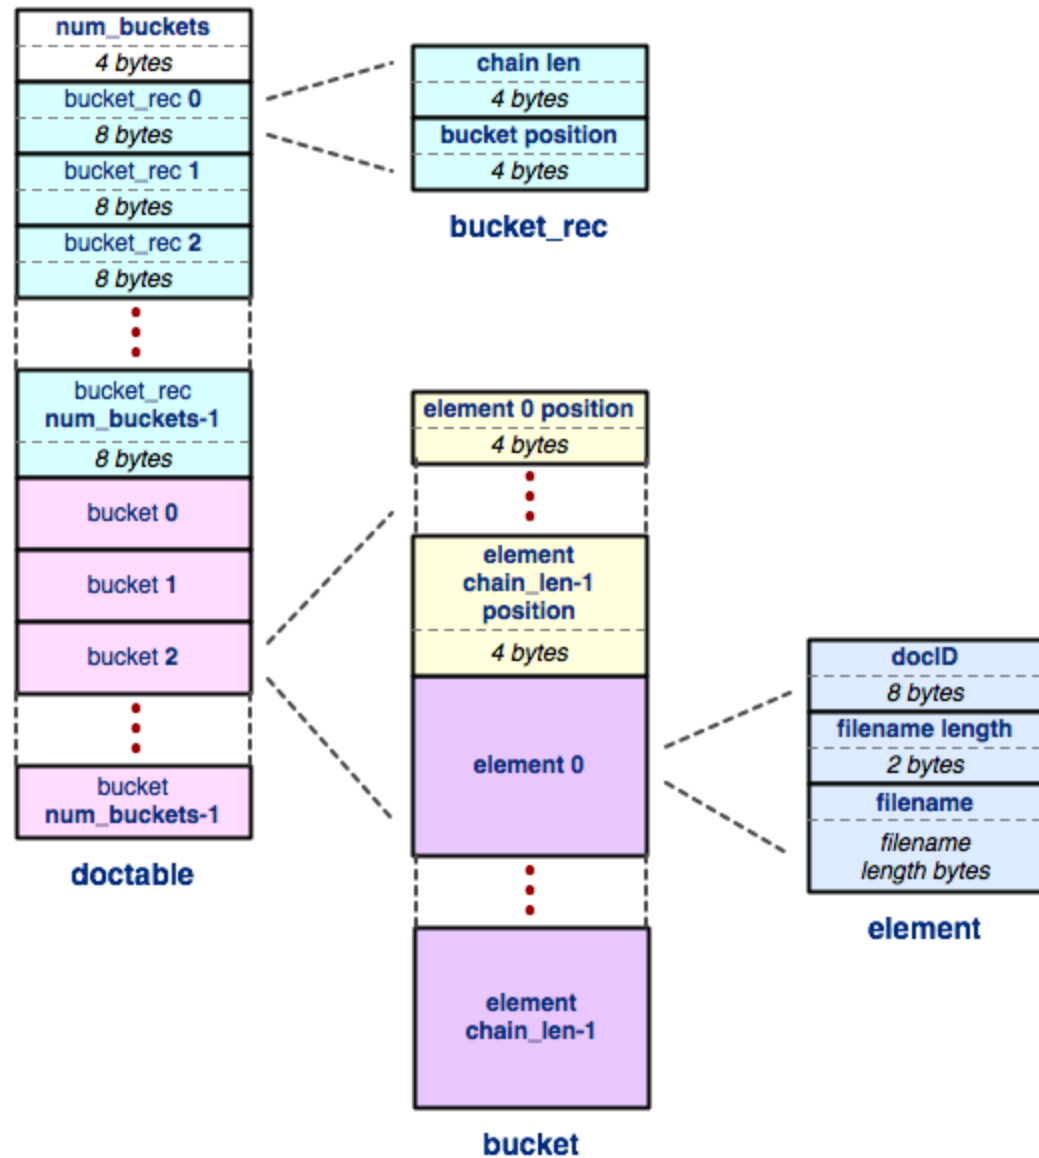 num_buckets
4 bytes
bucket_rec 0
8 bytes
bucket_rec 1
8 bytes
bucket_rec 2
8 bytes
bucket_rec
num_buckets-1
8 bytes
bucket 0
bucket 1
bucket 2
bucket
num_buckets-1
doctable
chain len
4 bytes
bucket position
4 bytes
bucket_rec
element 0 position
4 bytes
element
chain_len-1
position
4 bytes
element 0
element
chain_len-1
bucket
docID
8 bytes
filename length
2 bytes
filename
filename
length bytes
element